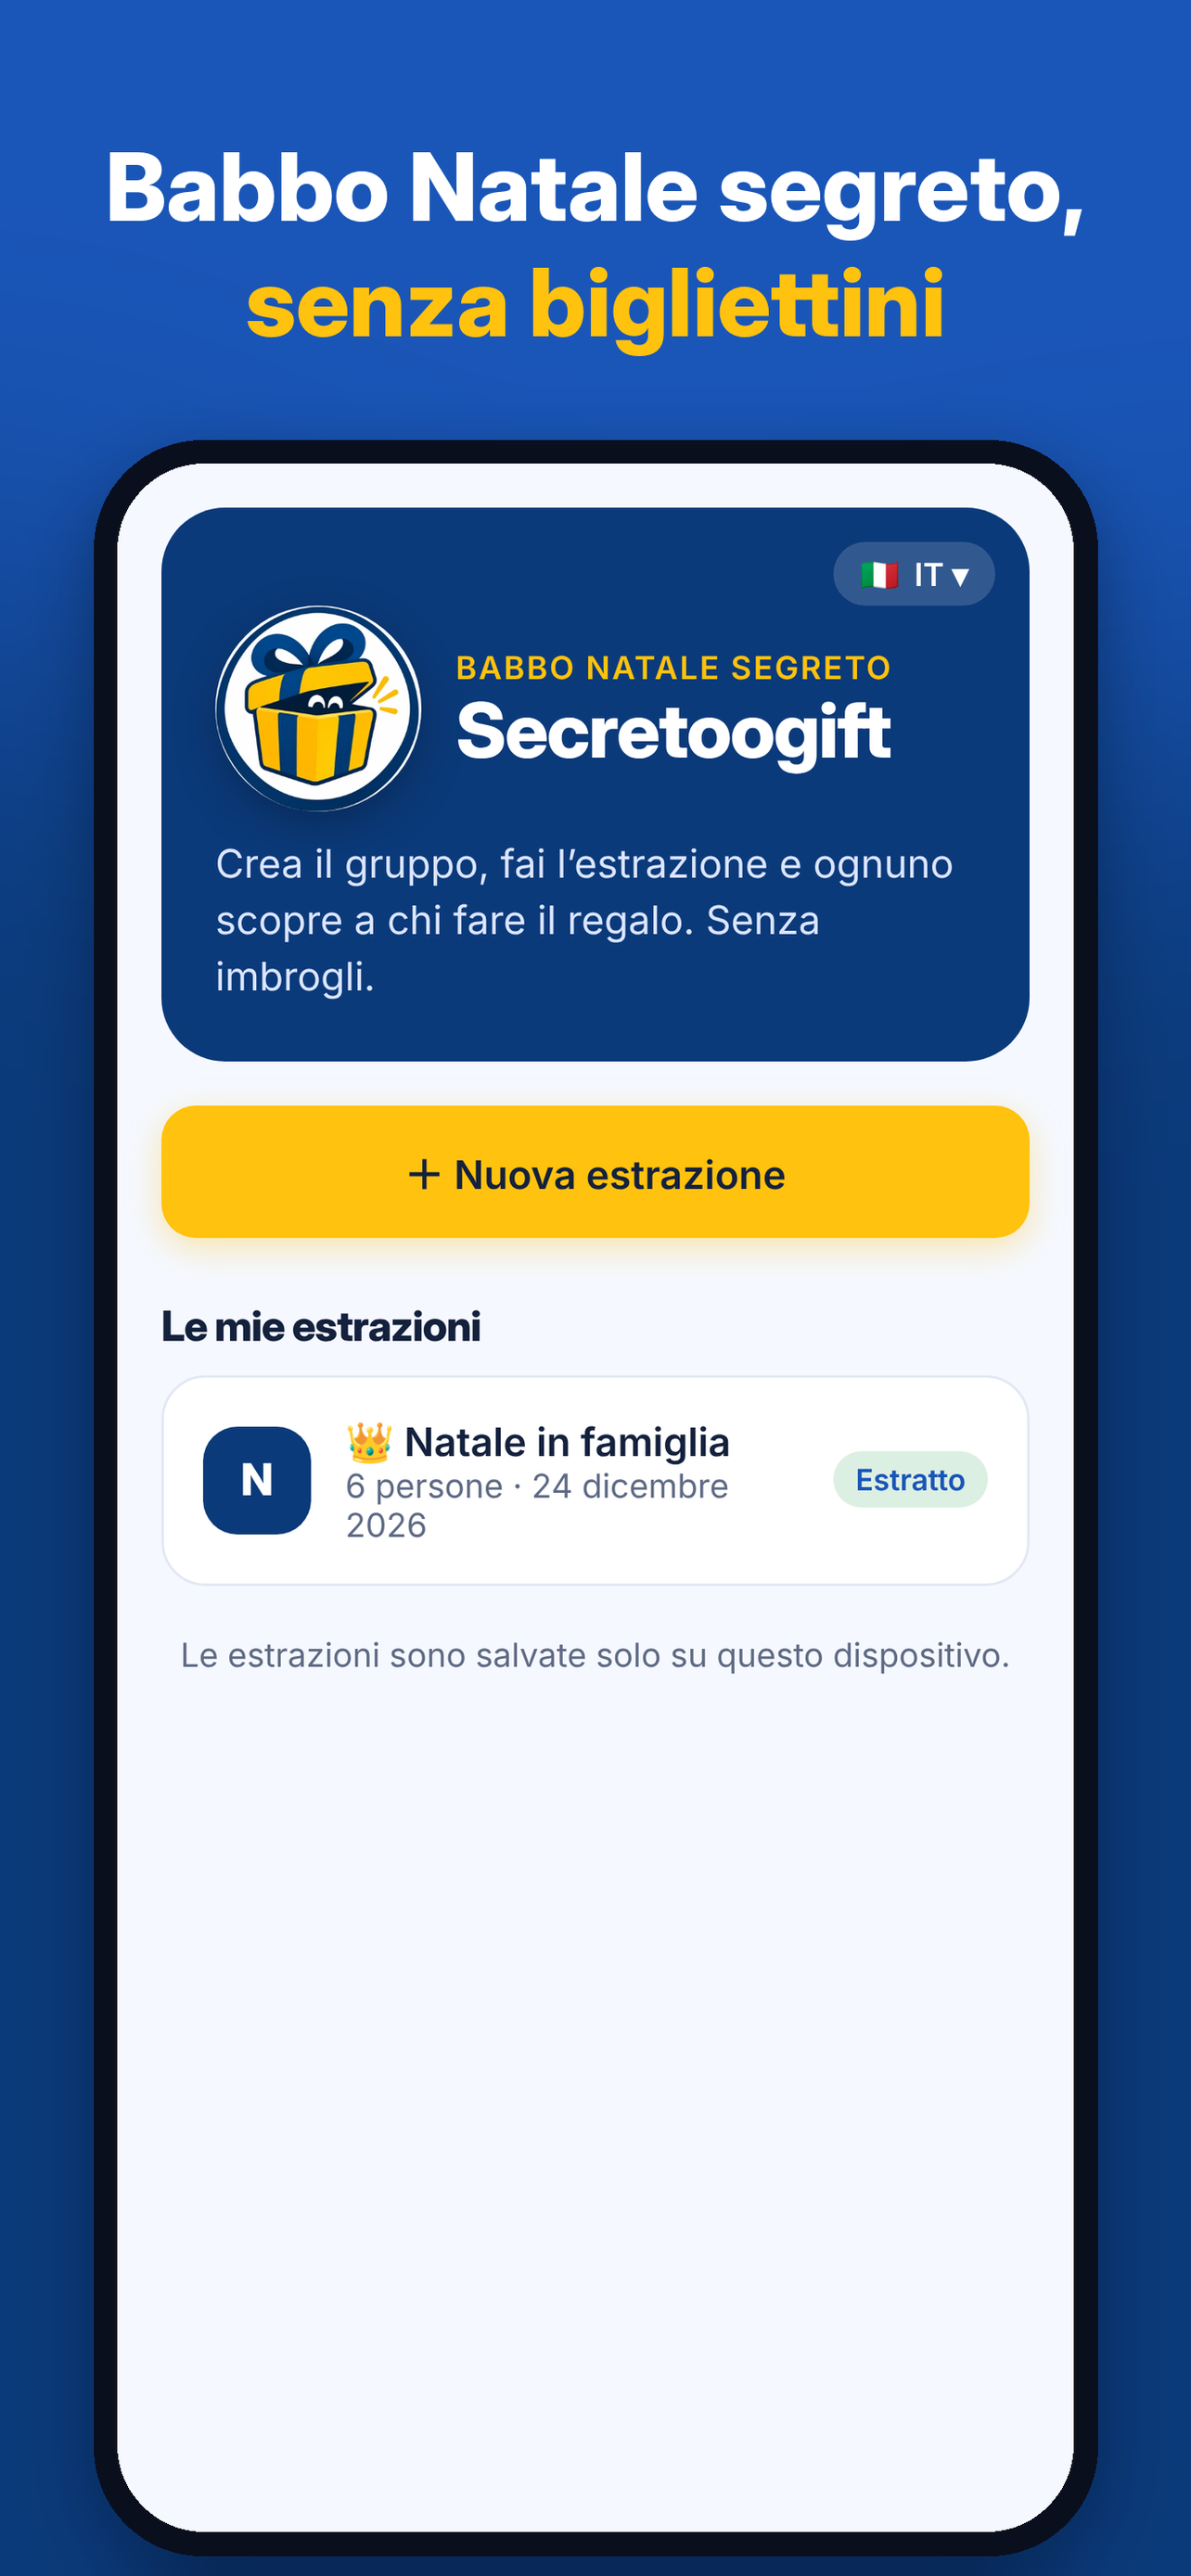 Babbo Natale segreto,
senza bigliettini
🇮🇹 IT ▾
BABBO NATALE SEGRETO
Secretoogift
Crea il gruppo, fai l’estrazione e ognuno
scopre a chi fare il regalo. Senza
imbrogli.
+ Nuova estrazione
Le mie estrazioni
N
👑 Natale in famiglia
6 persone · 24 dicembre
2026
Estratto
Le estrazioni sono salvate solo su questo dispositivo.